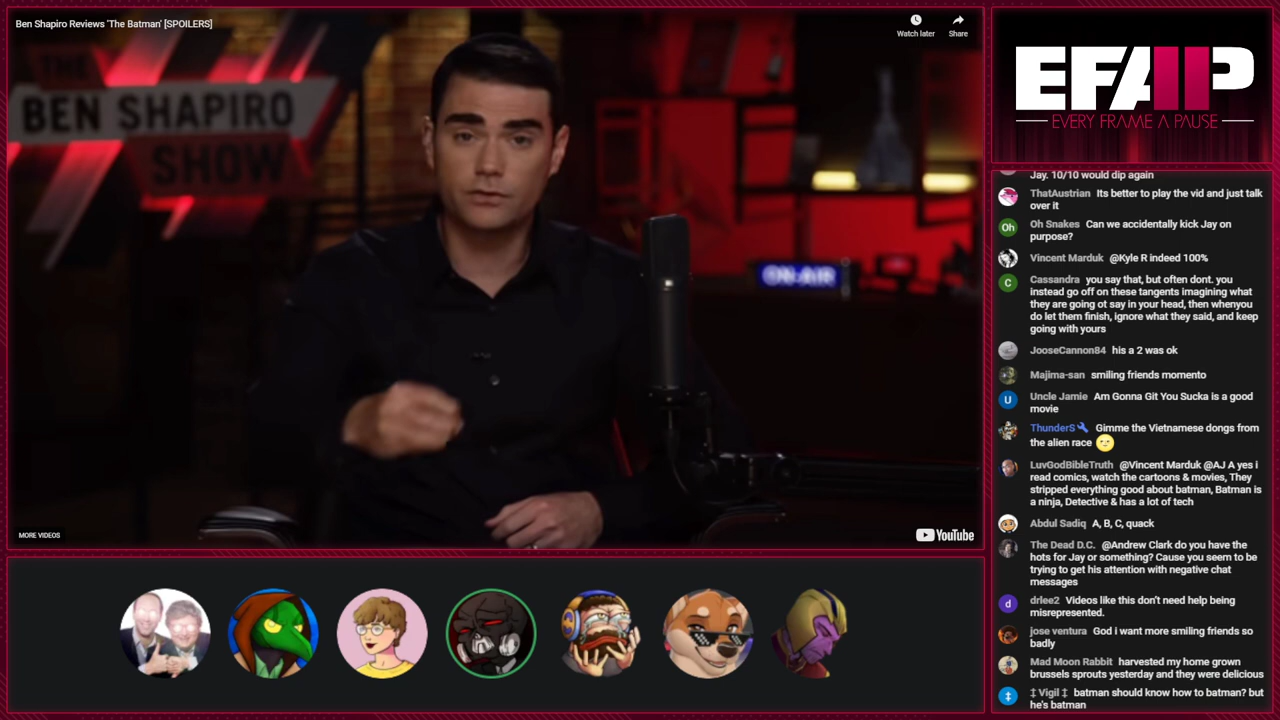 Ben Shapiro Reviews 'The Batman' [SPOILERS]
Watch later
Share
THE
BEN SHAPIRO
SHOW
ON-AIR
MORE VIDEOS
YouTube
EFAP
EVERY FRAME A PAUSE
Jay. 10/10 would dip again
ThatAustrian Its better to play the vid and just talk
over it
Oh
Oh Snakes Can we accidentally kick Jay on
purpose?
Vincent Marduk @Kyle R indeed 100%
C
Cassandra you say that, but often dont. you
instead go off on these tangents imagining what
they are going ot say in your head, then whenyou
do let them finish, ignore what they said, and keep
going with yours
JooseCannon84 his a 2 was ok
Majima-san smiling friends momento
U
Uncle Jamie Am Gonna Git You Sucka is a good
movie
ThunderS Gimme the Vietnamese dongs from
the alien race
LuvGodBibleTruth @Vincent Marduk @AJ A yes i
read comics, watch the cartoons & movies, They
stripped everything good about batman, Batman is
a ninja, Detective & has a lot of tech
Abdul Sadiq A, B, C, quack
The Dead D.C. @Andrew Clark do you have the
hots for Jay or something? Cause you seem to be
trying to get his attention with negative chat
messages
d
drlee2 Videos like this don't need help being
misrepresented.
jose ventura God i want more smiling friends so
badly
Mad Moon Rabbit harvested my home grown
brussels sprouts yesterday and they were delicious
‡
‡ Vigil ‡ batman should know how to batman? but
he's batman